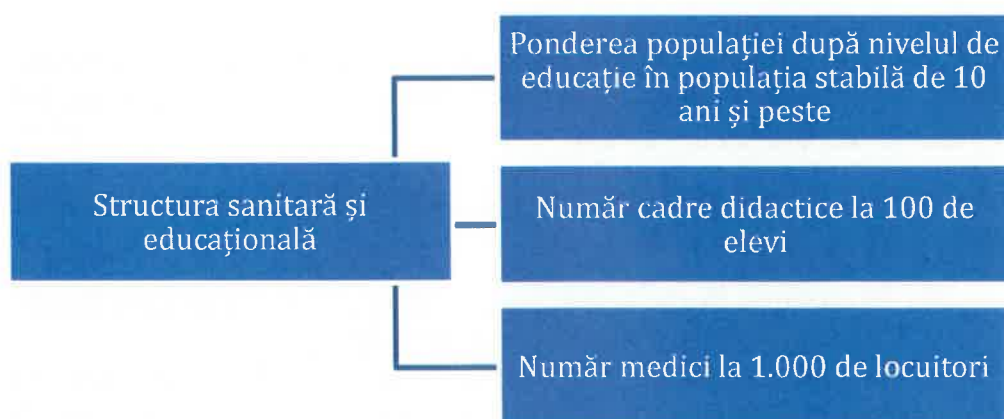 Ponderea populației după nivelul de
educație în populația stabilă de 10
ani și peste
Structura sanitară și
educațională
Număr cadre didactice la 100 de
elevi
Număr medici la 1.000 de locuitori